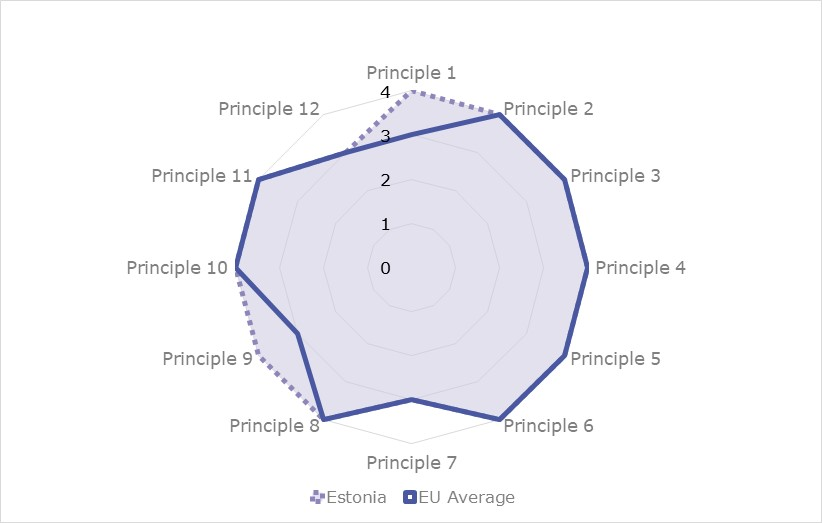 Principle 1
Principle 2
Principle 3
Principle 4
Principle 5
Principle 6
Principle 7
Principle 8
Principle 9
Principle 10
Principle 11
Principle 12
4
3
2
1
0
Estonia EU Average